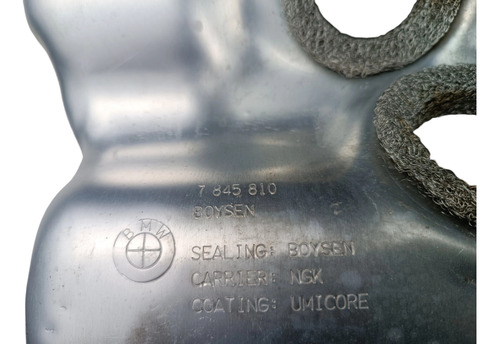 7 845 810
BOYSEN
BMW
SEALING: BOYSEN
CARRIER: NGK
COATING: UMICORE